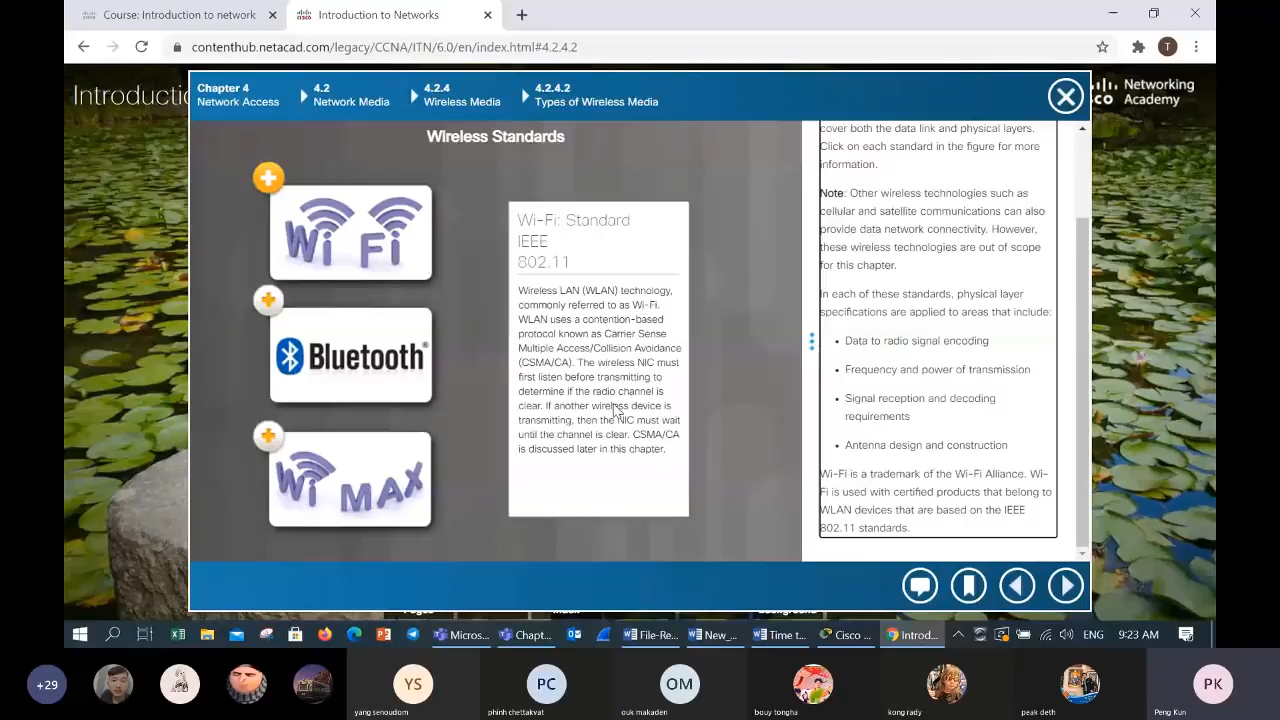 Course: Introduction to network
Introduction to Networks
contenthub.netacad.com/legacy/CCNA/ITN/6.0/en/index.html#4.2.4.2
T
Introductio
Chapter 4
Network Access
4.2
Network Media
4.2.4
Wireless Media
4.2.4.2
Types of Wireless Media
Networking
Academy
Wireless Standards
Wi Fi
Bluetooth
Wi MAX
Wi-Fi: Standard
IEEE
802.11
Wireless LAN (WLAN) technology,
commonly referred to as Wi-Fi.
WLAN uses a contention-based
protocol known as Carrier Sense
Multiple Access/Collision Avoidance
(CSMA/CA). The wireless NIC must
first listen before transmitting to
determine if the radio channel is
clear. If another wireless device is
transmitting, then the NIC must wait
until the channel is clear. CSMA/CA
is discussed later in this chapter.
cover both the data link and physical layers.
Click on each standard in the figure for more
information.
Note: Other wireless technologies such as
cellular and satellite communications can also
provide data network connectivity. However,
these wireless technologies are out of scope
for this chapter.
In each of these standards, physical layer
specifications are applied to areas that include:
• Data to radio signal encoding
• Frequency and power of transmission
• Signal reception and decoding
requirements
• Antenna design and construction
Wi-Fi is a trademark of the Wi-Fi Alliance. Wi-
Fi is used with certified products that belong to
WLAN devices that are based on the IEEE
802.11 standards.
Micros...
Chapt...
File-Re...
New_...
Time t...
Cisco ...
Introd...
ENG
9:23 AM
+29
YS
PC
OM
PK
yang senoudom
phinh chettakvat
ouk makaden
bouy tongha
kong rady
peak deth
Peng Kun